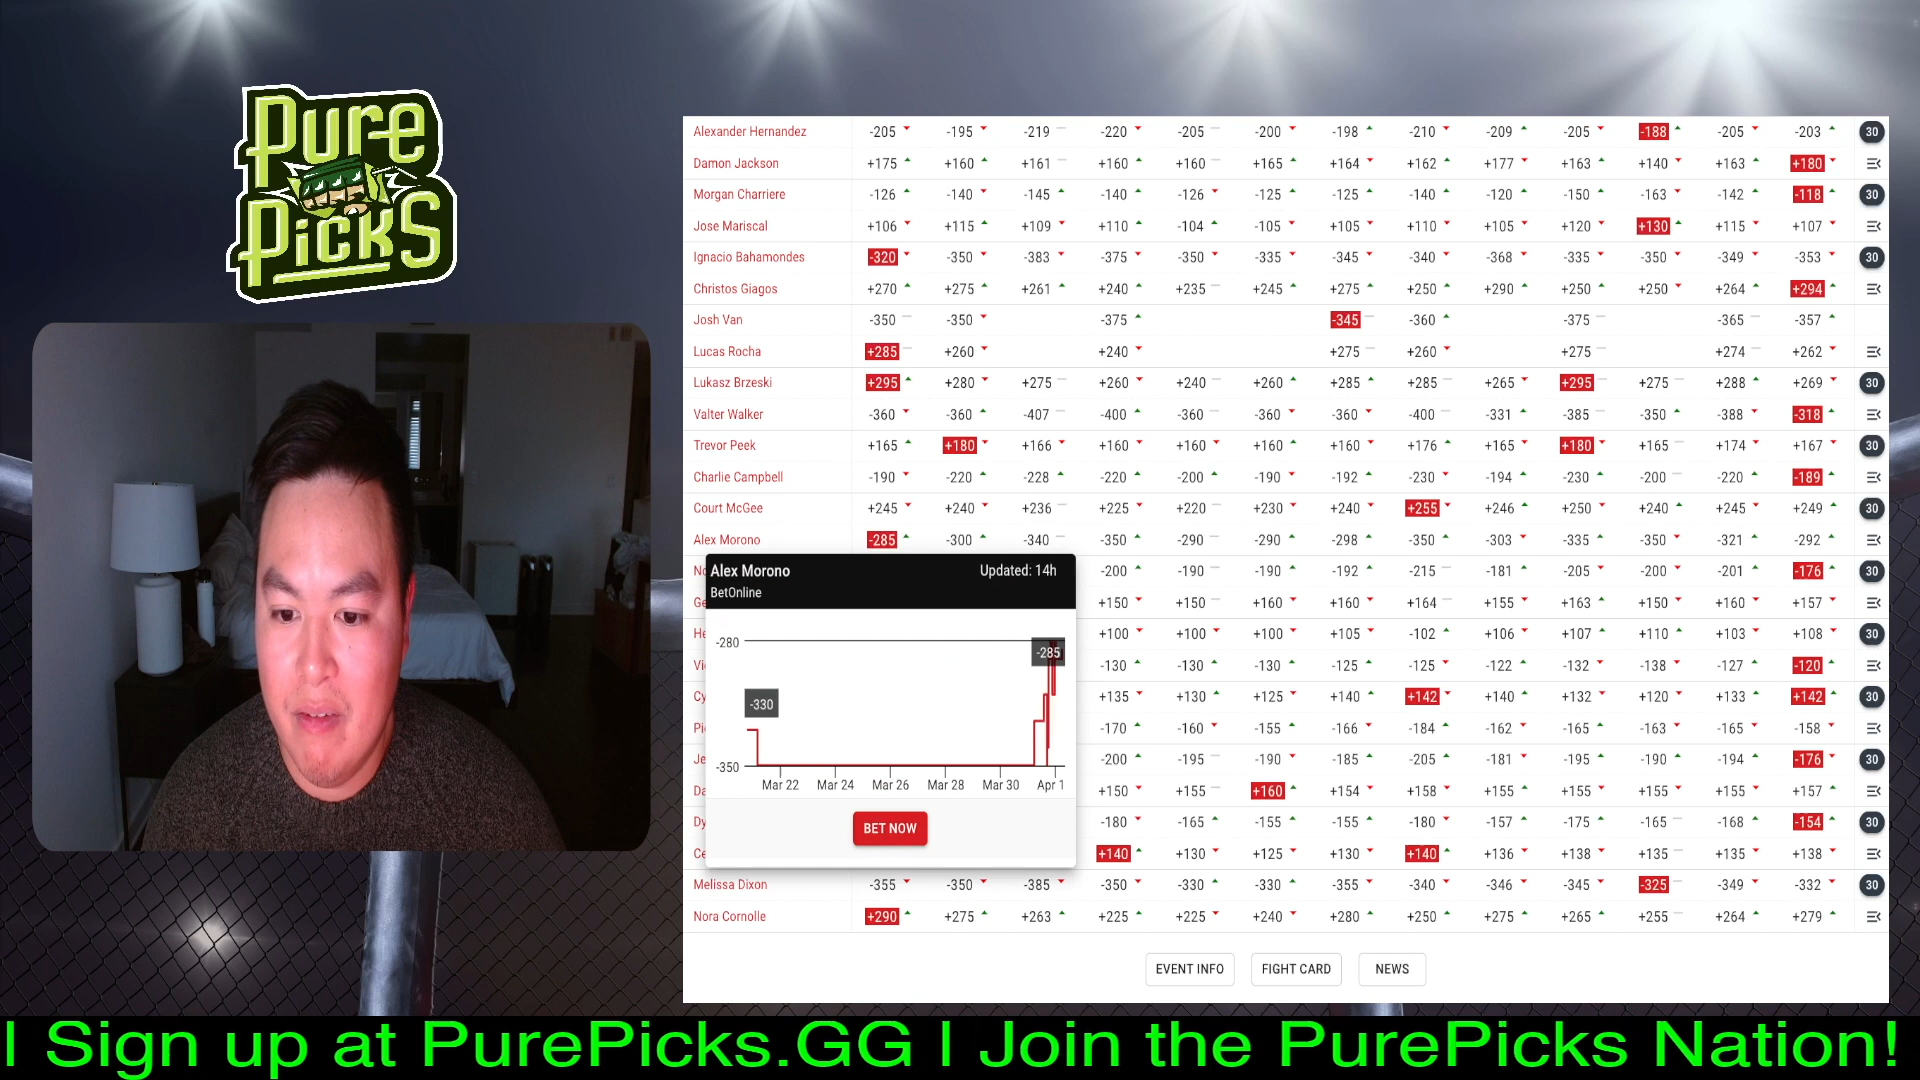 Pure
Picks
Alexander Hernandez -205 -195 -219 -220 -205 -200 -198 -210 -209 -205 -188 -205 -203 30
Damon Jackson +175 +160 +161 +160 +160 +165 +164 +162 +177 +163 +140 +163 +180
Morgan Charriere -126 -140 -145 -140 -126 -125 -125 -140 -120 -150 -163 -142 -118 30
Jose Mariscal +106 +115 +109 +110 -104 -105 +105 +110 +105 +120 +130 +115 +107
Ignacio Bahamondes -320 -350 -383 -375 -350 -335 -345 -340 -368 -335 -350 -349 -353 30
Christos Giagos +270 +275 +261 +240 +235 +245 +275 +250 +290 +250 +250 +264 +294
Josh Van -350 -350 -375 -345 -360 -375 -365 -357
Lucas Rocha +285 +260 +240 +275 +260 +275 +274 +262
Lukasz Brzeski +295 +280 +275 +260 +240 +260 +285 +285 +265 +295 +275 +288 +269 30
Valter Walker -360 -360 -407 -400 -360 -360 -360 -400 -331 -385 -350 -388 -318
Trevor Peek +165 +180 +166 +160 +160 +160 +160 +176 +165 +180 +165 +174 +167 30
Charlie Campbell -190 -220 -228 -220 -200 -190 -192 -230 -194 -230 -200 -220 -189
Court McGee +245 +240 +236 +225 +220 +230 +240 +255 +246 +250 +240 +245 +249 30
Alex Morono -285 -300 -340 -350 -290 -290 -298 -350 -303 -335 -350 -321 -292
No -200 -190 -190 -192 -215 -181 -205 -200 -201 -176 30
Ge +150 +150 +160 +160 +164 +155 +163 +150 +160 +157
He +100 +100 +100 +105 -102 +106 +107 +110 +103 +108 30
Vi -130 -130 -130 -125 -125 -122 -132 -138 -127 -120
Cy +135 +130 +125 +140 +142 +140 +132 +120 +133 +142 30
Pi -170 -160 -155 -166 -184 -162 -165 -163 -165 -158
Je -200 -195 -190 -185 -205 -181 -195 -190 -194 -176 30
Da +150 +155 +160 +154 +158 +155 +155 +155 +155 +157
Dy -180 -165 -155 -155 -180 -157 -175 -165 -168 -154 30
Ce +140 +130 +125 +130 +140 +136 +138 +135 +135 +138
Melissa Dixon -355 -350 -385 -350 -330 -330 -355 -340 -346 -345 -325 -349 -332 30
Nora Cornolle +290 +275 +263 +225 +225 +240 +280 +250 +275 +265 +255 +264 +279
Alex Morono Updated: 14h
BetOnline
-280
-285
-330
-350
Mar 22 Mar 24 Mar 26 Mar 28 Mar 30 Apr 1
BET NOW
EVENT INFO FIGHT CARD NEWS
| Sign up at PurePicks.GG | Join the PurePicks Nation!